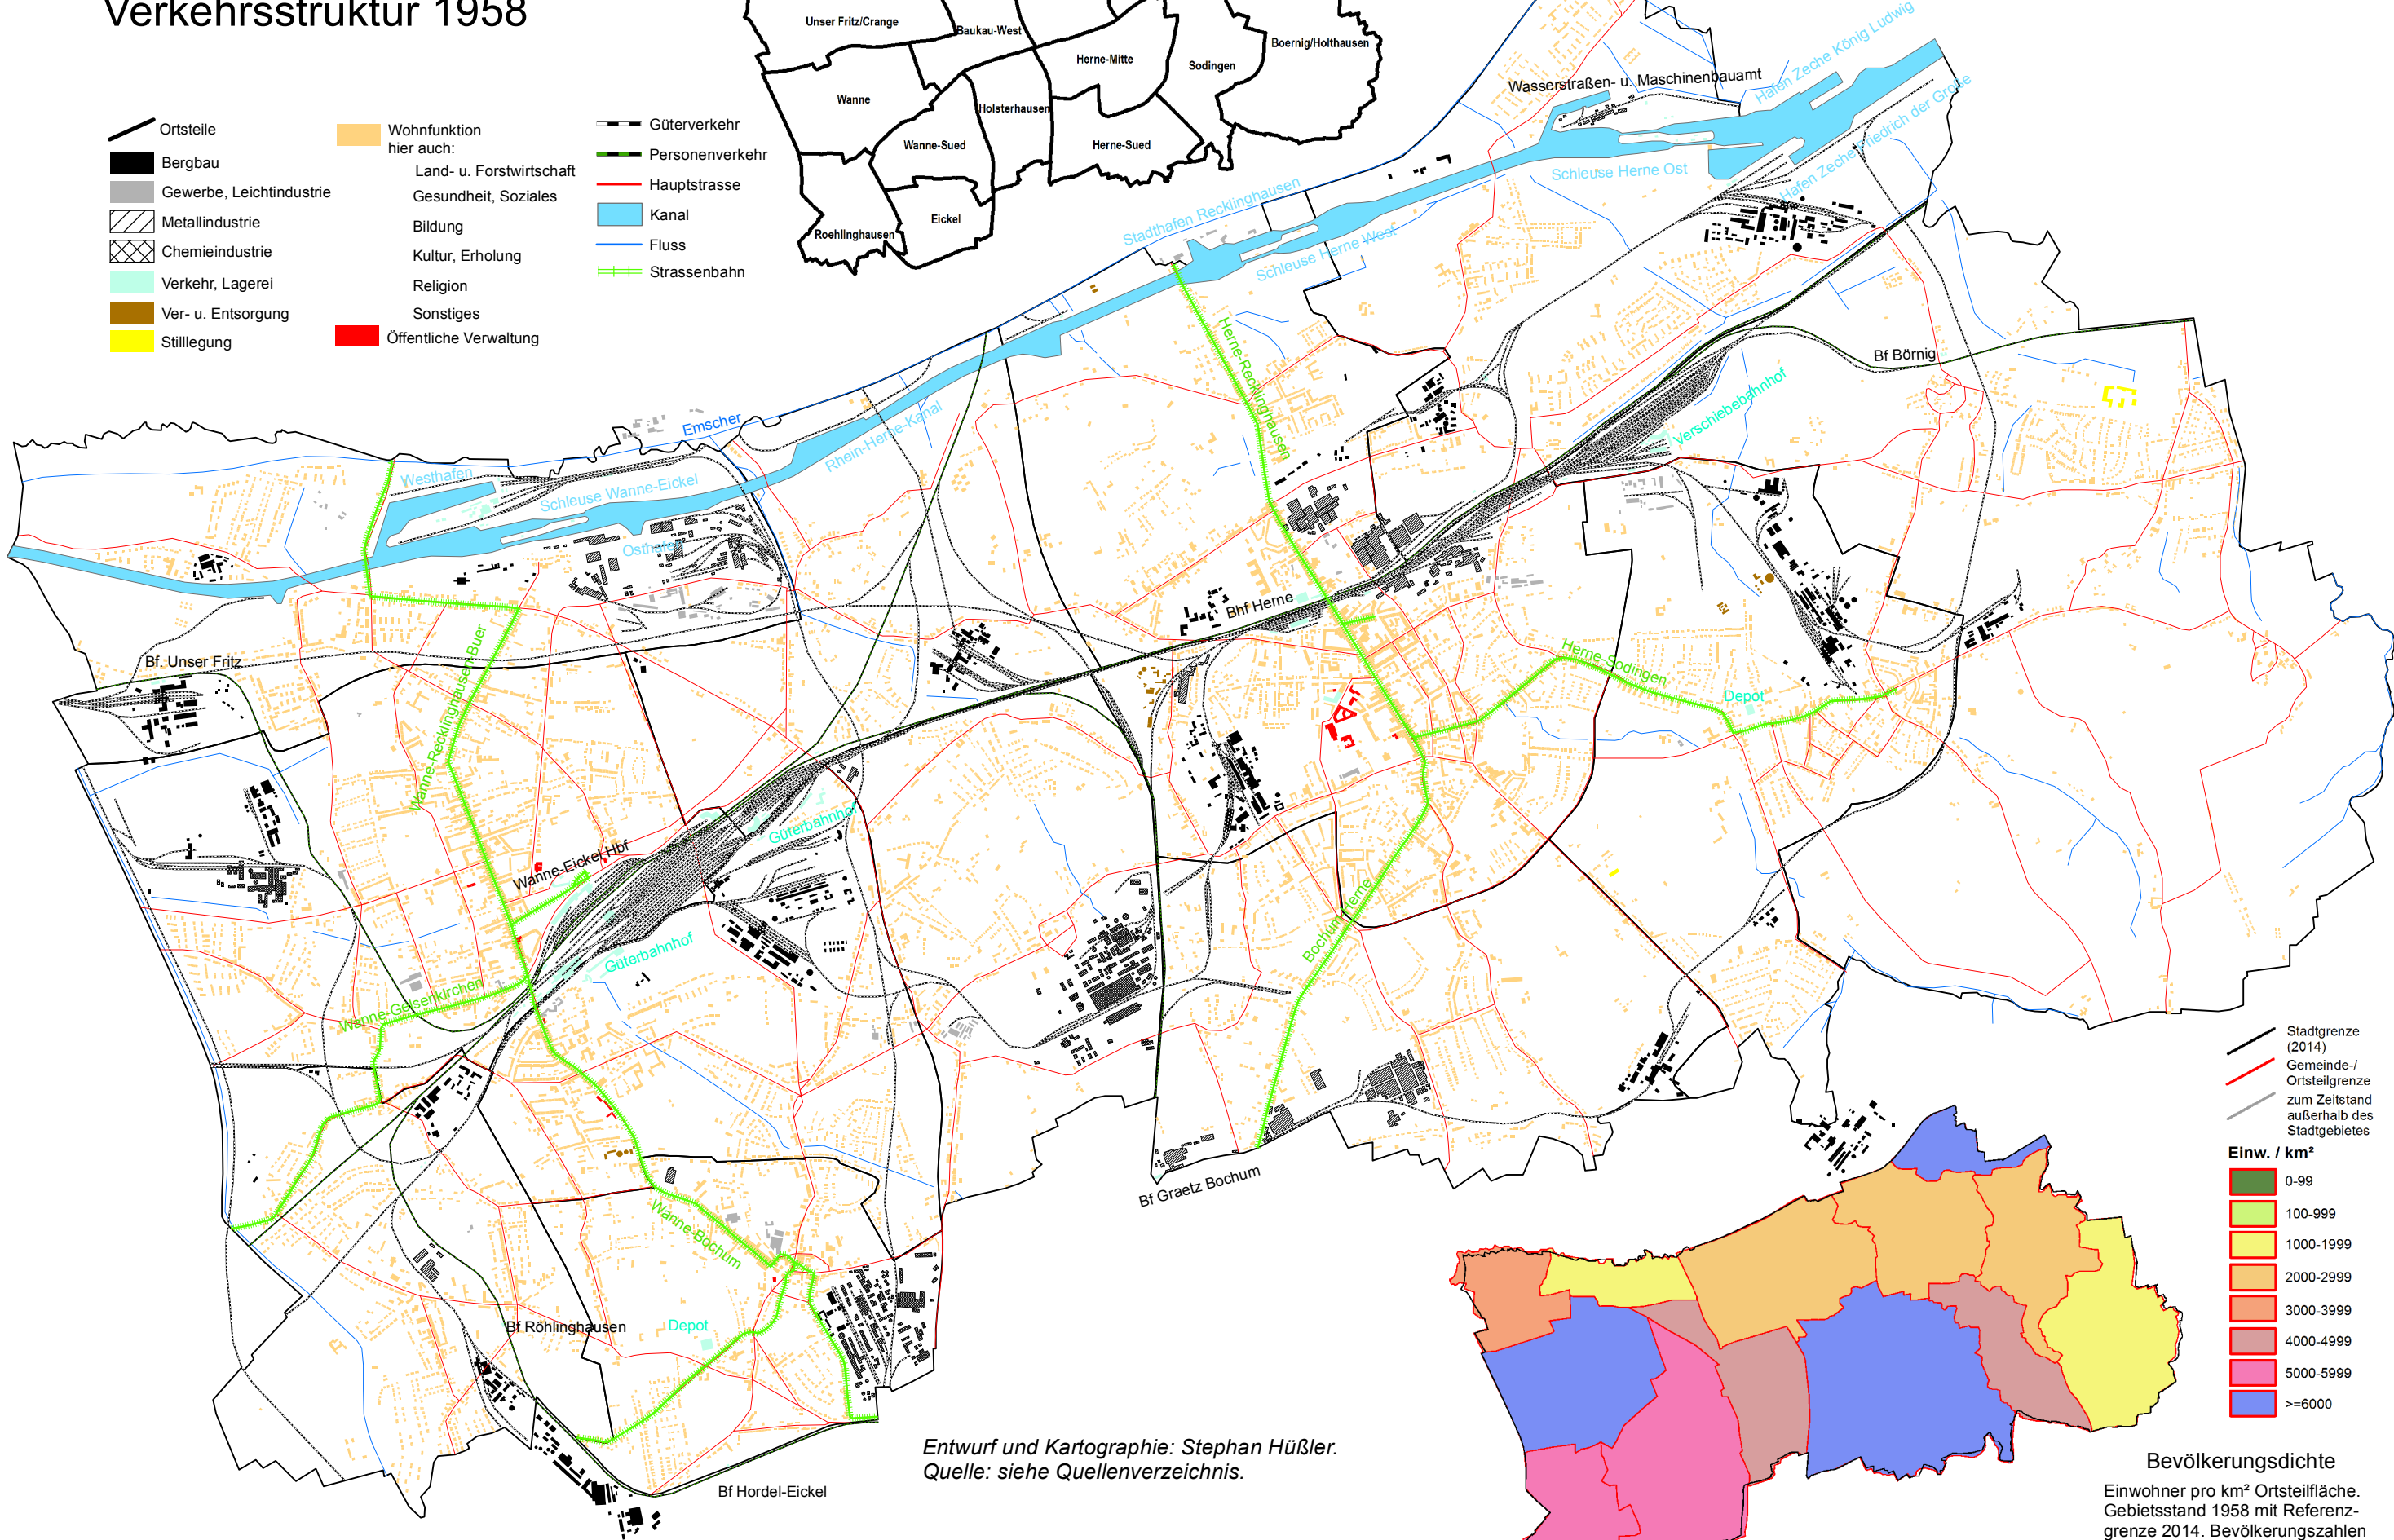 Verkehrsstruktur 1958
Ortsteile
Bergbau
Gewerbe, Leichtindustrie
Metallindustrie
Chemieindustrie
Verkehr, Lagerei
Ver- u. Entsorgung
Stilllegung
Wohnfunktion
hier auch:
Land- u. Forstwirtschaft
Gesundheit, Soziales
Bildung
Kultur, Erholung
Religion
Sonstiges
Öffentliche Verwaltung
Güterverkehr
Personenverkehr
Hauptstrasse
Kanal
Fluss
Strassenbahn
Unser Fritz/Crange
Baukau-West
Herne-Mitte
Sodingen
Boernig/Holthausen
Wanne
Holsterhausen
Wanne-Sued
Herne-Sued
Eickel
Roehlinghausen
Wasserstraßen- u. Maschinenbauamt
Hafen Zeche König Ludwig
Hafen Zeche Friedrich der Große
Schleuse Herne Ost
Stadthafen Recklinghausen
Schleuse Herne West
Herne-Recklinghausen
Bf Börnig
Verschiebebahnhof
Emscher
Rhein-Herne-Kanal
Westhafen
Schleuse Wanne-Eickel
Osthafen
Bhf Herne
Herne-Sodingen
Depot
Bf. Unser Fritz
Wanne-Recklinghausen-Buer
Güterbahnhof
Wanne-Eickel Hbf
Güterbahnhof
Wanne-Gelsenkirchen
Bochum-Herne
Wanne-Bochum
Bf Graetz Bochum
Bf Röhlinghausen
Depot
Bf Hordel-Eickel
Entwurf und Kartographie: Stephan Hüßler.
Quelle: siehe Quellenverzeichnis.
Stadtgrenze
(2014)
Gemeinde-/
Ortsteilgrenze
zum Zeitstand
außerhalb des
Stadtgebietes
Einw. / km²
0-99
100-999
1000-1999
2000-2999
3000-3999
4000-4999
5000-5999
>=6000
Bevölkerungsdichte
Einwohner pro km² Ortsteilfläche.
Gebietsstand 1958 mit Referenz-
grenze 2014. Bevölkerungszahlen